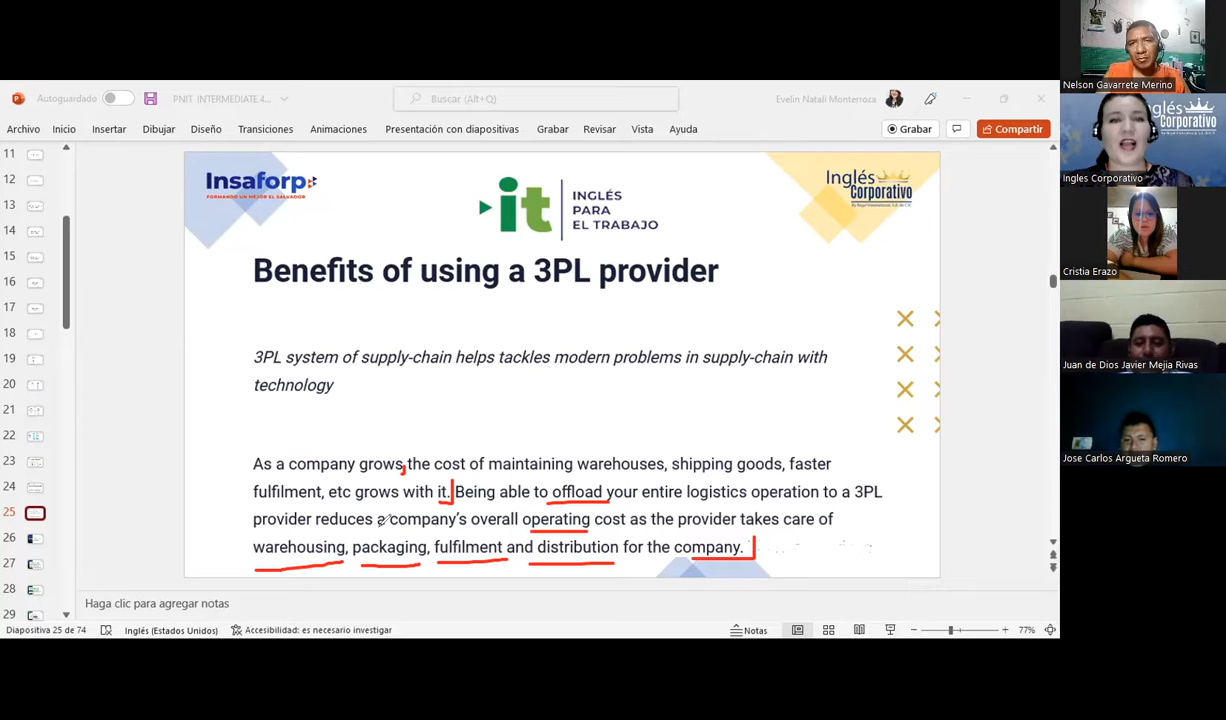 Autoguardado
PNIT INTERMEDIATE 4...
Buscar (Alt+Q)
Evelin Natali Monterroza
Archivo
Inicio
Insertar
Dibujar
Diseño
Transiciones
Animaciones
Presentación con diapositivas
Grabar
Revisar
Vista
Ayuda
Grabar
Compartir
11
12
13
14
15
16
17
18
19
20
21
22
23
24
25
26
27
28
29
Insaforp
FORMANDO UN MEJOR EL SALVADOR
it
INGLÉS
PARA
EL TRABAJO
Inglés
Corporativo
Benefits of using a 3PL provider
3PL system of supply-chain helps tackles modern problems in supply-chain with
technology
As a company grows, the cost of maintaining warehouses, shipping goods, faster
fulfilment, etc grows with it. Being able to offload your entire logistics operation to a 3PL
provider reduces a company's overall operating cost as the provider takes care of
warehousing, packaging, fulfilment and distribution for the company.
Haga clic para agregar notas
Diapositiva 25 de 74
Inglés (Estados Unidos)
Accesibilidad: es necesario investigar
Notas
77%
Nelson Gavarrete Merino
Inglés
Corporativo
Ingles Corporativo
Cristia Erazo
Juan de Dios Javier Mejia Rivas
Jose Carlos Argueta Romero